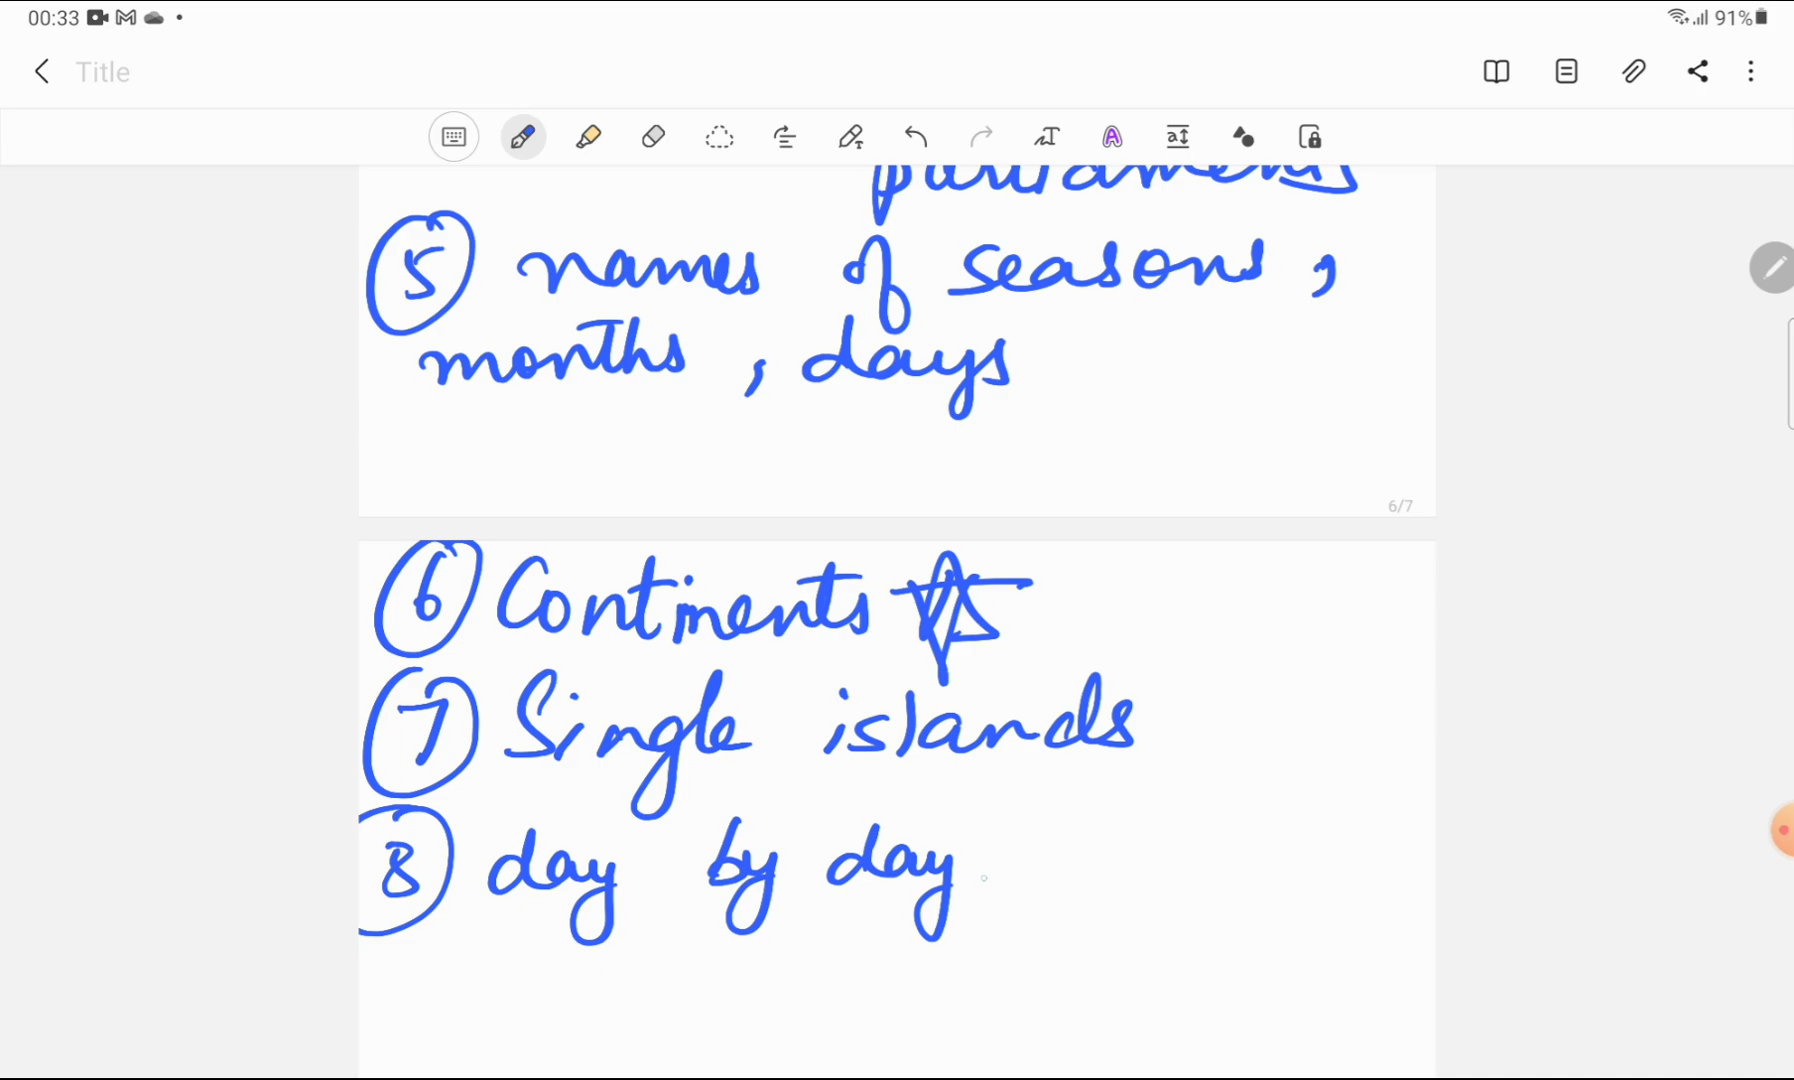 00:33 91%
Title
parliaments
5 names of seasons,
months, days
6/7
6 Continents
7 Single islands
8 day by day